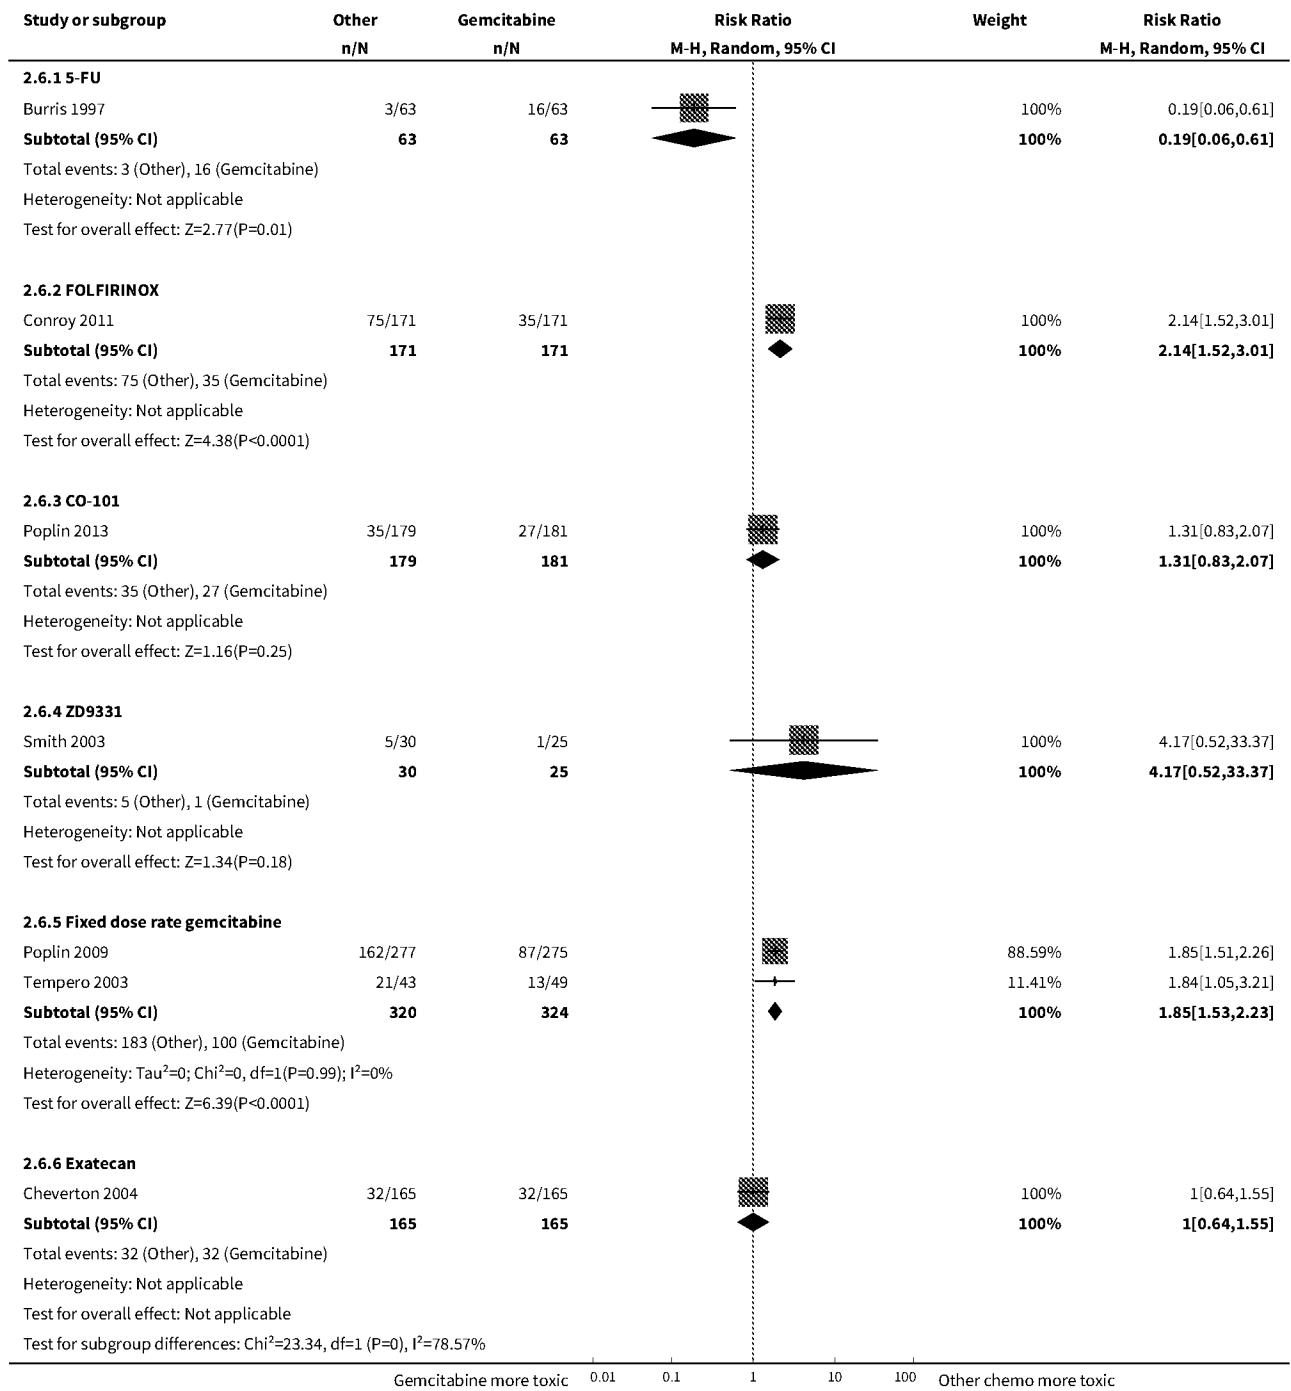 Study or subgroup Other Gemcitabine Risk Ratio Weight Risk Ratio
n/N n/N M-H, Random, 95% CI M-H, Random, 95% CI
2.6.1 5-FU
Burris 1997 3/63 16/63 100% 0.19[0.06,0.61]
Subtotal (95% CI) 63 63 100% 0.19[0.06,0.61]
Total events: 3 (Other), 16 (Gemcitabine)
Heterogeneity: Not applicable
Test for overall effect: Z=2.77(P=0.01)
2.6.2 FOLFIRINOX
Conroy 2011 75/171 35/171 100% 2.14[1.52,3.01]
Subtotal (95% CI) 171 171 100% 2.14[1.52,3.01]
Total events: 75 (Other), 35 (Gemcitabine)
Heterogeneity: Not applicable
Test for overall effect: Z=4.38(P<0.0001)
2.6.3 CO-101
Poplin 2013 35/179 27/181 100% 1.31[0.83,2.07]
Subtotal (95% CI) 179 181 100% 1.31[0.83,2.07]
Total events: 35 (Other), 27 (Gemcitabine)
Heterogeneity: Not applicable
Test for overall effect: Z=1.16(P=0.25)
2.6.4 ZD9331
Smith 2003 5/30 1/25 100% 4.17[0.52,33.37]
Subtotal (95% CI) 30 25 100% 4.17[0.52,33.37]
Total events: 5 (Other), 1 (Gemcitabine)
Heterogeneity: Not applicable
Test for overall effect: Z=1.34(P=0.18)
2.6.5 Fixed dose rate gemcitabine
Poplin 2009 162/277 87/275 88.59% 1.85[1.51,2.26]
Tempero 2003 21/43 13/49 11.41% 1.84[1.05,3.21]
Subtotal (95% CI) 320 324 100% 1.85[1.53,2.23]
Total events: 183 (Other), 100 (Gemcitabine)
Heterogeneity: Tau²=0; Chi²=0, df=1(P=0.99); I²=0%
Test for overall effect: Z=6.39(P<0.0001)
2.6.6 Exatecan
Cheverton 2004 32/165 32/165 100% 1[0.64,1.55]
Subtotal (95% CI) 165 165 100% 1[0.64,1.55]
Total events: 32 (Other), 32 (Gemcitabine)
Heterogeneity: Not applicable
Test for overall effect: Not applicable
Test for subgroup differences: Chi²=23.34, df=1 (P=0), I²=78.57%
Gemcitabine more toxic 0.01 0.1 1 10 100 Other chemo more toxic